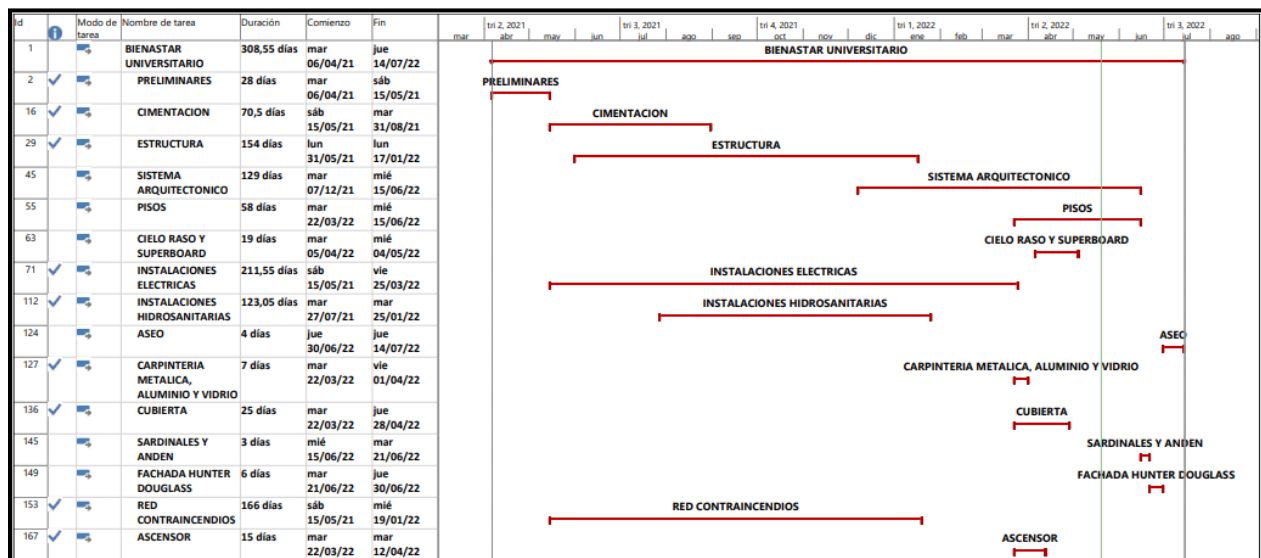 Id Modo de tarea Nombre de tarea Duración Comienzo Fin
tri 2, 2021 tri 3, 2021 tri 4, 2021 tri 1, 2022 tri 2, 2022 tri 3, 2022
mar abr may jun jul ago sep oct nov dic ene feb mar abr may jun jul ago
1 BIENASTAR 308,55 días mar jue
UNIVERSITARIO 06/04/21 14/07/22
BIENASTAR UNIVERSITARIO
2 PRELIMINARES 28 días mar sáb
06/04/21 15/05/21
PRELIMINARES
16 CIMENTACION 70,5 días sáb mar
15/05/21 31/08/21
CIMENTACION
29 ESTRUCTURA 154 días lun lun
31/05/21 17/01/22
ESTRUCTURA
45 SISTEMA 129 días mar mié
ARQUITECTONICO 07/12/21 15/06/22
SISTEMA ARQUITECTONICO
55 PISOS 58 días mar mié
22/03/22 15/06/22
PISOS
63 CIELO RASO Y 19 días mar mié
SUPERBOARD 05/04/22 04/05/22
CIELO RASO Y SUPERBOARD
71 INSTALACIONES 211,55 días sáb vie
ELECTRICAS 15/05/21 25/03/22
INSTALACIONES ELECTRICAS
112 INSTALACIONES 123,05 días mar mar
HIDROSANITARIAS 27/07/21 25/01/22
INSTALACIONES HIDROSANITARIAS
124 ASEO 4 días jue jue
30/06/22 14/07/22
ASEO
127 CARPINTERIA 7 días mar vie
METALICA, 22/03/22 01/04/22
ALUMINIO Y VIDRIO
CARPINTERIA METALICA, ALUMINIO Y VIDRIO
136 CUBIERTA 25 días mar jue
22/03/22 28/04/22
CUBIERTA
145 SARDINALES Y 3 días mié mar
ANDEN 15/06/22 21/06/22
SARDINALES Y ANDEN
149 FACHADA HUNTER 6 días mar jue
DOUGLASS 21/06/22 30/06/22
FACHADA HUNTER DOUGLASS
153 RED 166 días sáb mié
CONTRAINCENDIOS 15/05/21 19/01/22
RED CONTRAINCENDIOS
167 ASCENSOR 15 días mar mar
22/03/22 12/04/22
ASCENSOR